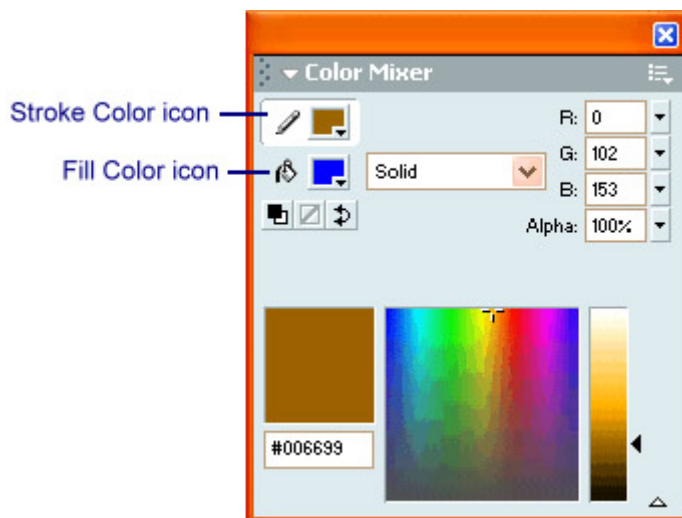 Color Mixer
Stroke Color icon
R: 0
G: 102
Fill Color icon
Solid
B: 153
Alpha: 100%
#006699